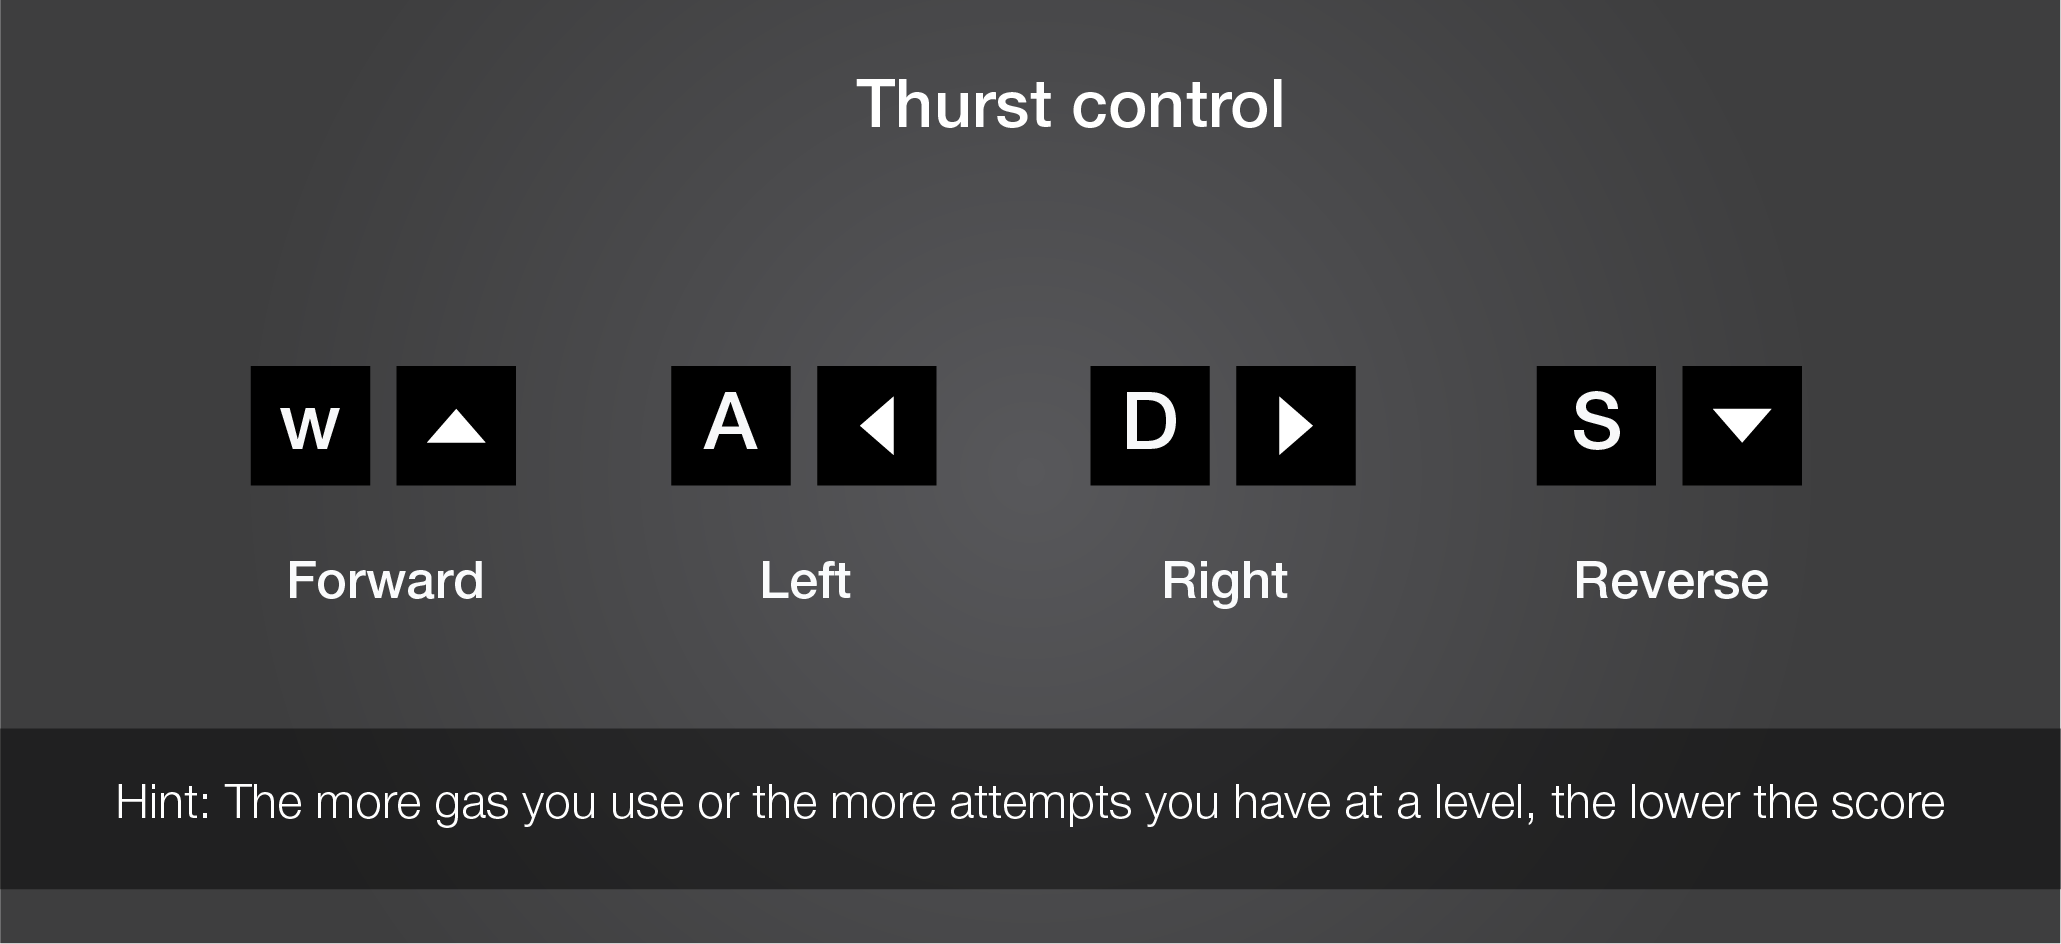 Thurst control
w A D S
Forward Left Right Reverse
Hint: The more gas you use or the more attempts you have at a level, the lower the score